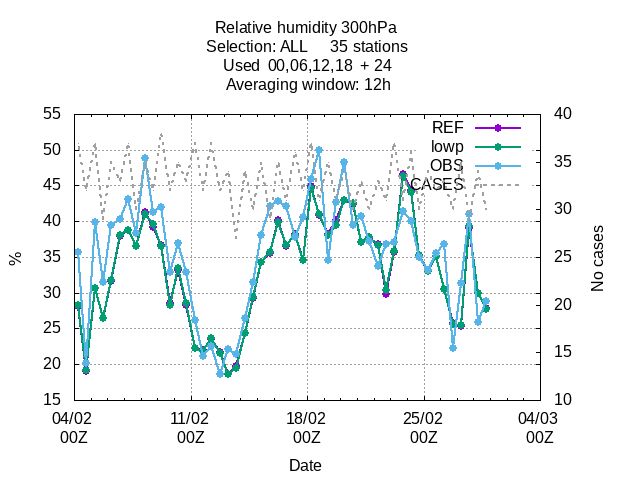 Relative humidity 300hPa
Selection: ALL 35 stations
Used 00,06,12,18 + 24
Averaging window: 12h
55
50
45
40
35
30
25
20
15
40
35
30
25
20
15
10
REF
lowp
OBS
CASES
%
No cases
04/02 11/02 18/02 25/02 04/03
00Z 00Z 00Z 00Z 00Z
Date